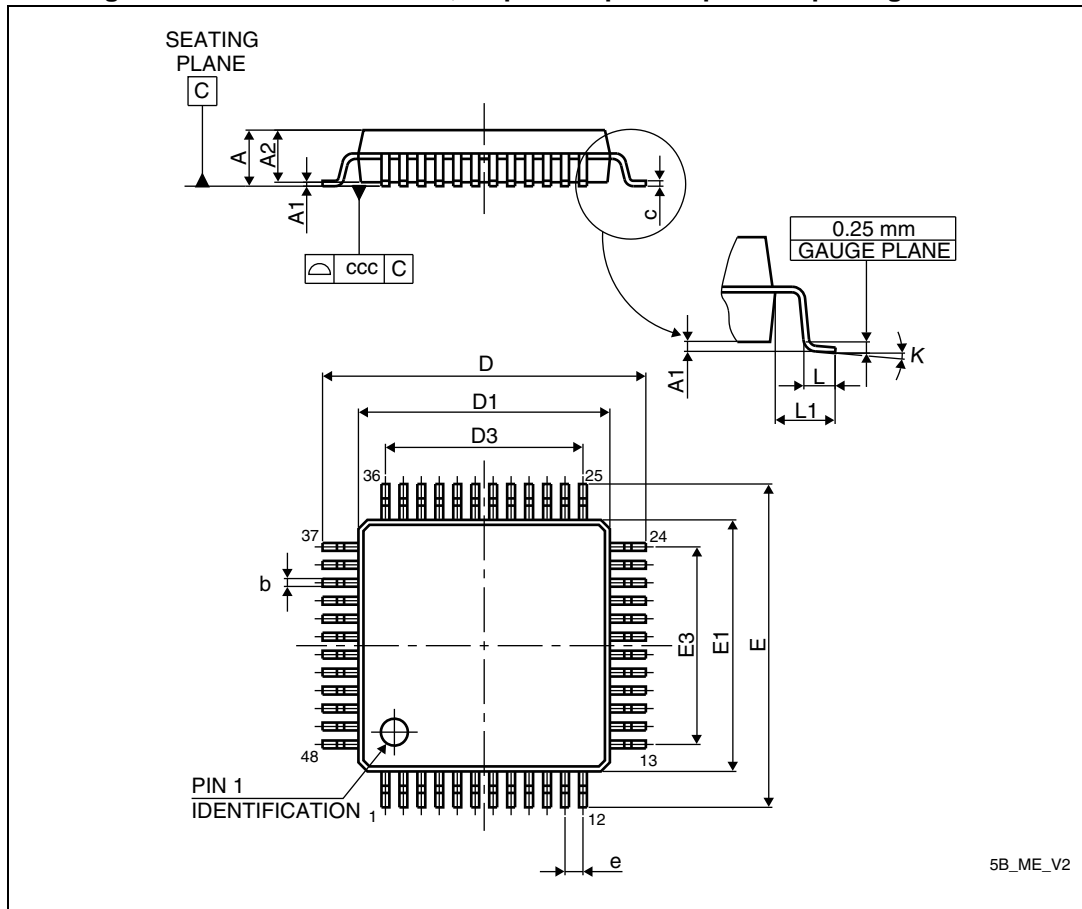 SEATING
PLANE
C
A
A2
A1
c
ccc C
0.25 mm
GAUGE PLANE
A1
K
L
L1
D
D1
D3
36
25
37
24
b
E3
E1
E
48
13
PIN 1
IDENTIFICATION
1
12
e
5B_ME_V2